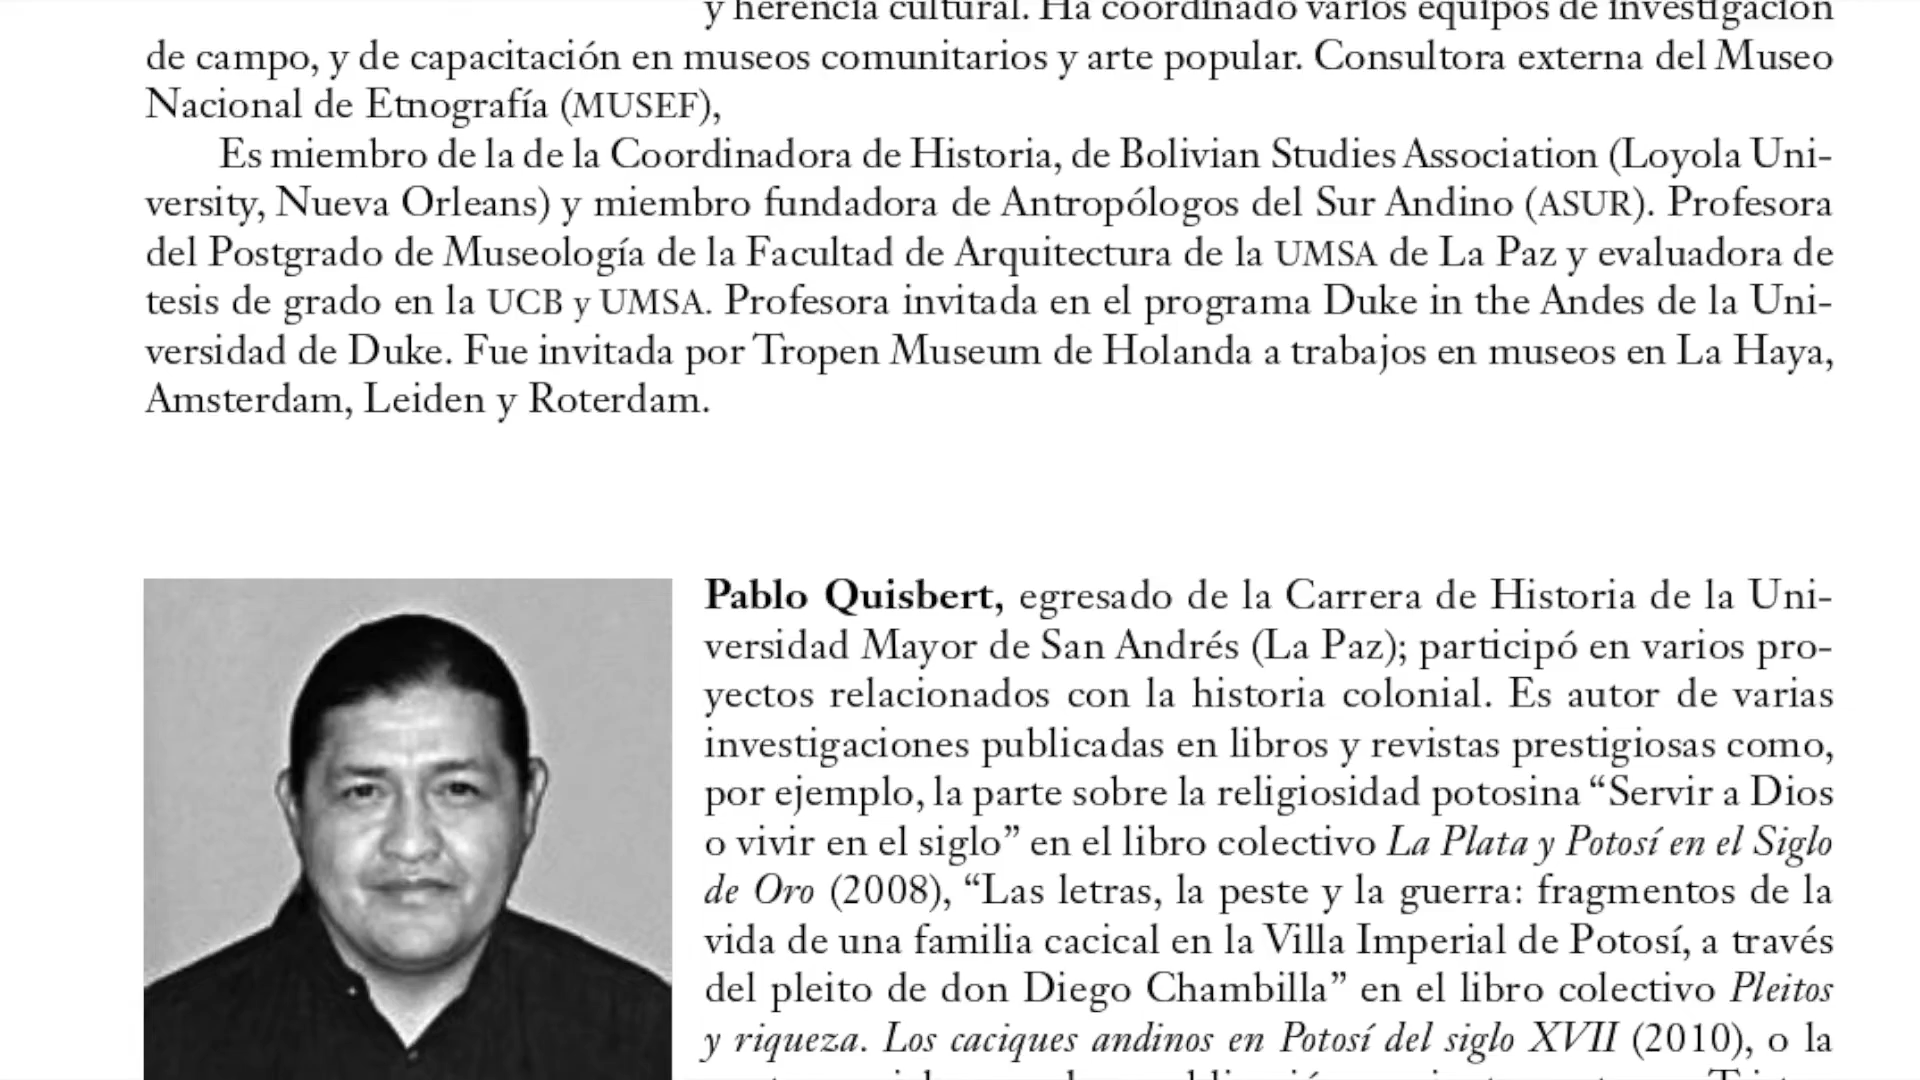 y herencia cultural. Ha coordinado varios equipos de investigación
de campo, y de capacitación en museos comunitarios y arte popular. Consultora externa del Museo
Nacional de Etnografía (MUSEF),
Es miembro de la de la Coordinadora de Historia, de Bolivian Studies Association (Loyola Uni-
versity, Nueva Orleans) y miembro fundadora de Antropólogos del Sur Andino (ASUR). Profesora
del Postgrado de Museología de la Facultad de Arquitectura de la UMSA de La Paz y evaluadora de
tesis de grado en la UCB y UMSA. Profesora invitada en el programa Duke in the Andes de la Uni-
versidad de Duke. Fue invitada por Tropen Museum de Holanda a trabajos en museos en La Haya,
Amsterdam, Leiden y Roterdam.
Pablo Quisbert, egresado de la Carrera de Historia de la Uni-
versidad Mayor de San Andrés (La Paz); participó en varios pro-
yectos relacionados con la historia colonial. Es autor de varias
investigaciones publicadas en libros y revistas prestigiosas como,
por ejemplo, la parte sobre la religiosidad potosina “Servir a Dios
o vivir en el siglo” en el libro colectivo La Plata y Potosí en el Siglo
de Oro (2008), “Las letras, la peste y la guerra: fragmentos de la
vida de una familia cacical en la Villa Imperial de Potosí, a través
del pleito de don Diego Chambilla” en el libro colectivo Pleitos
y riqueza. Los caciques andinos en Potosí del siglo XVII (2010), o la